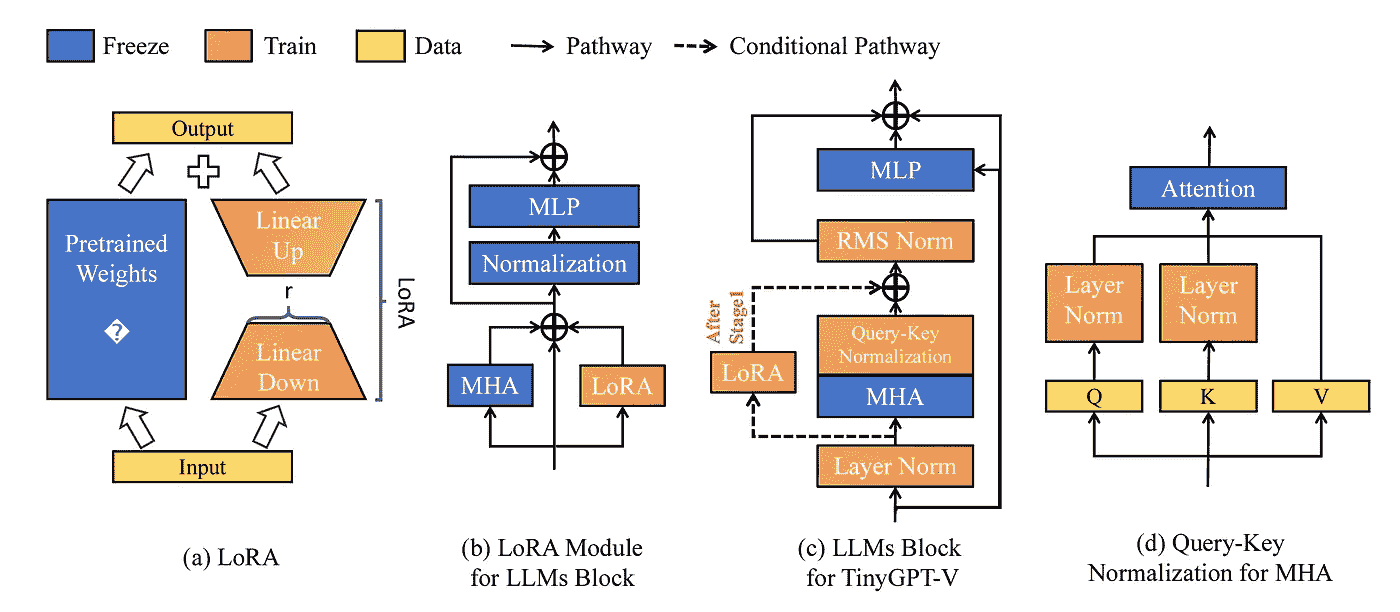 Freeze
Train
Data
Pathway
Conditional Pathway
Output
Pretrained
Weights
Linear
Up
r
Linear
Down
LoRA
Input
(a) LoRA
MLP
Normalization
MHA
LoRA
(b) LoRA Module
for LLMs Block
MLP
RMS Norm
After
Stage1
LoRA
Query-Key
Normalization
MHA
Layer Norm
(c) LLMs Block
for TinyGPT-V
Attention
Layer
Norm
Layer
Norm
Q
K
V
(d) Query-Key
Normalization for MHA